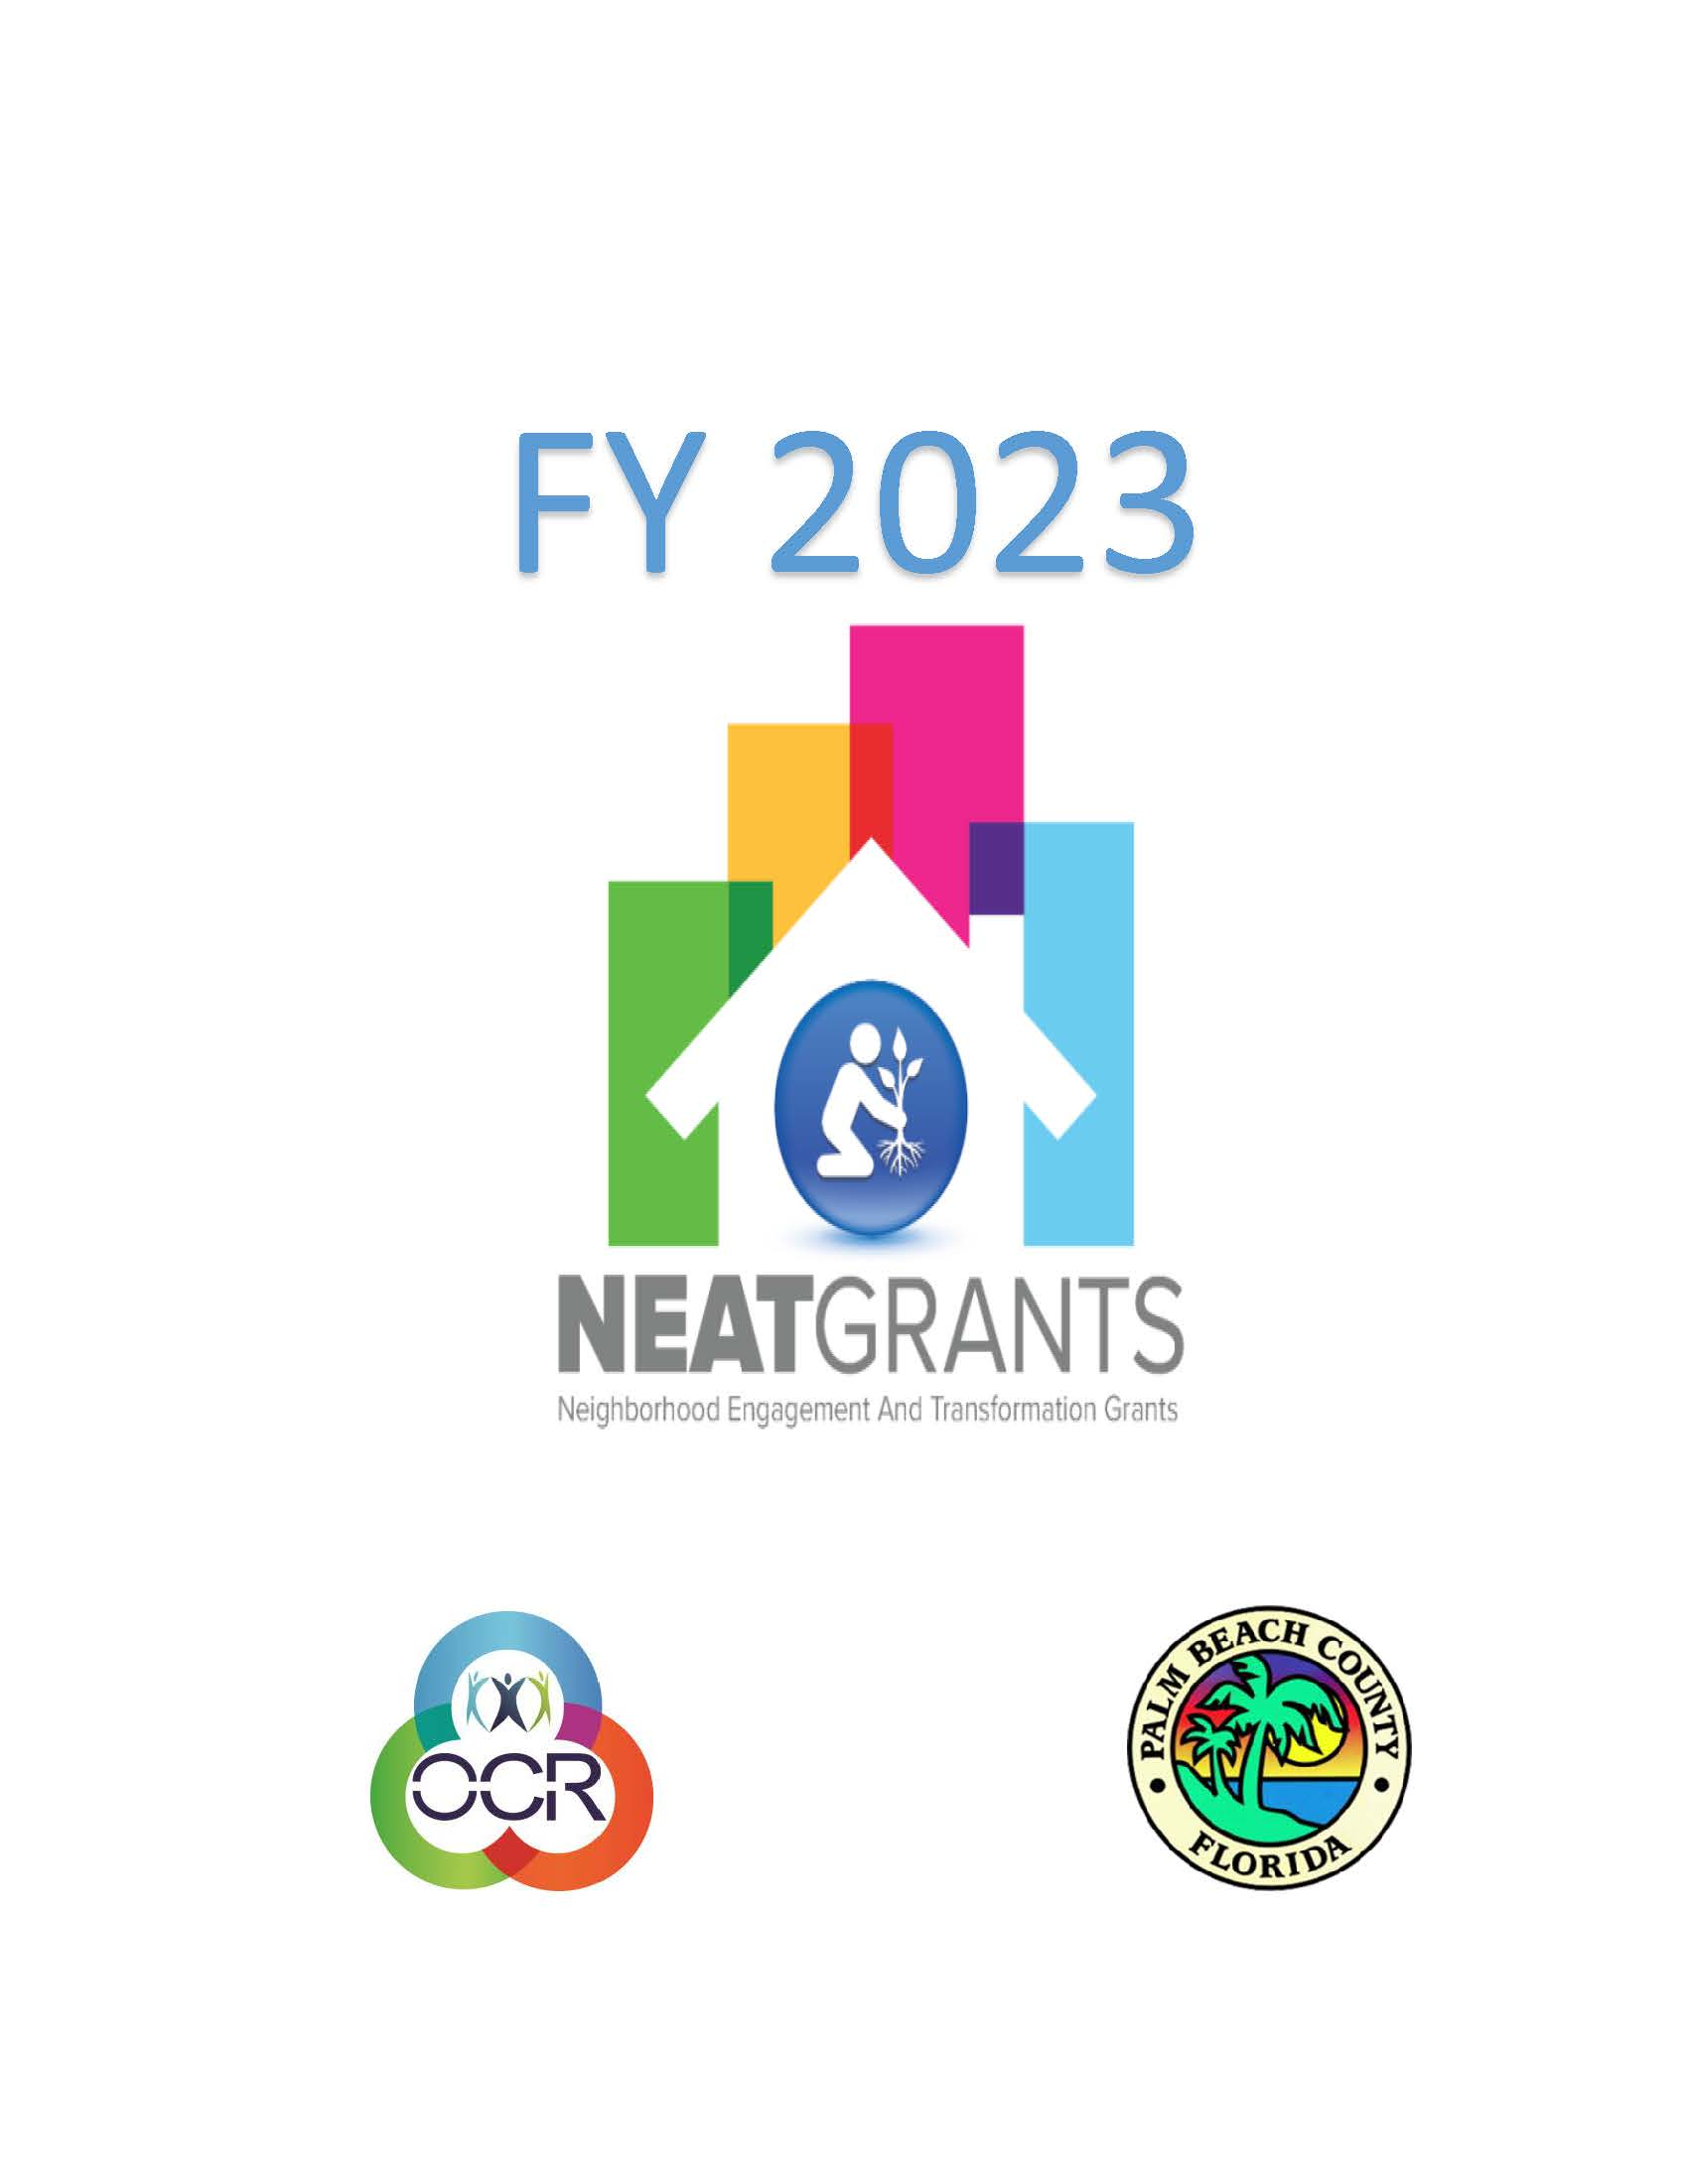 FY 2023
NEATGRANTS
Neighborhood Engagement And Transformation Grants
OCR
PALM BEACH COUNTY
FLORIDA